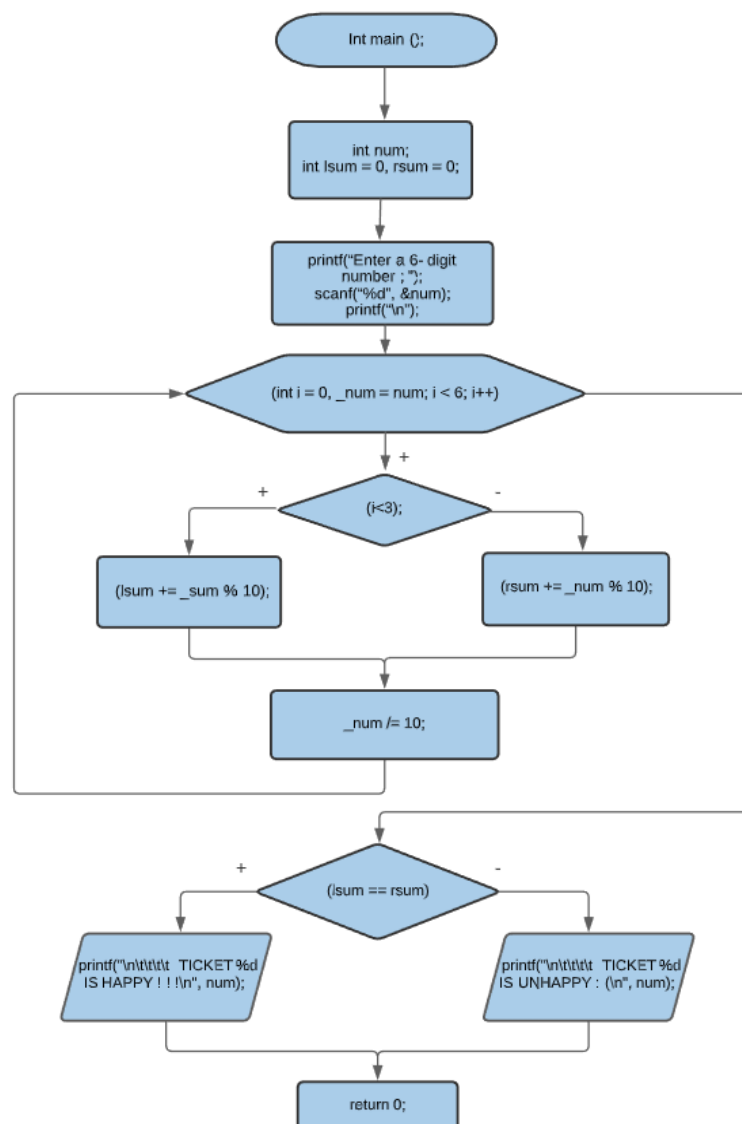 Int main ();
int num;
int lsum = 0, rsum = 0;
printf(“Enter a 6- digit
number ; ”);
scanf(“%d”, &num);
printf(“\n”);
(int i = 0, _num = num; i < 6; i++)
+
(i<3);
+
-
(lsum += _sum % 10);
(rsum += _num % 10);
_num /= 10;
(lsum == rsum)
+
-
printf("\n\t\t\t\t TICKET %d
IS HAPPY ! ! !\n", num);
printf("\n\t\t\t\t TICKET %d
IS UNHAPPY : (\n", num);
return 0;